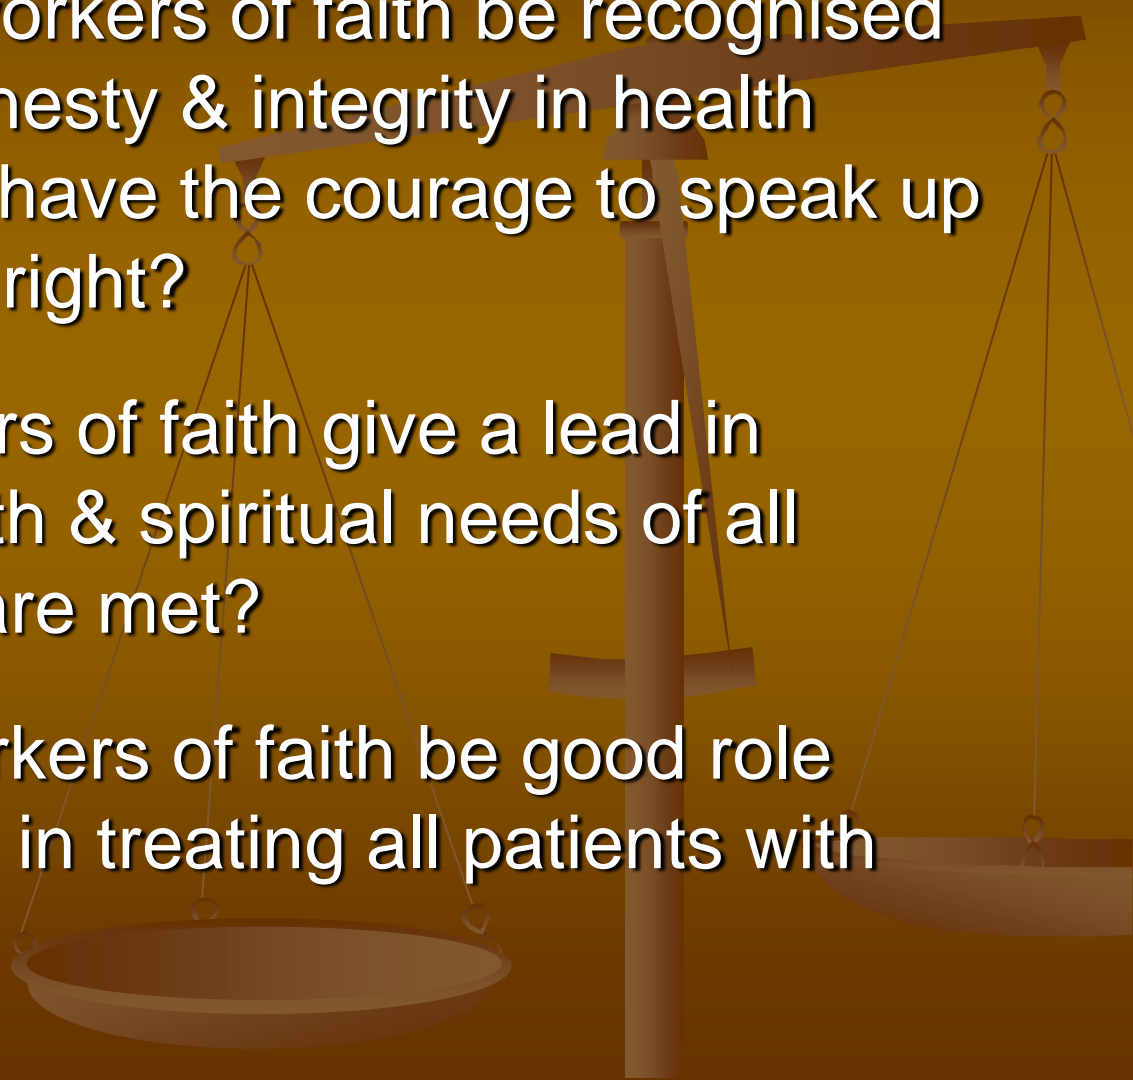 orkers of faith be recognised
nesty & integrity in health
have the courage to speak up
right?
rs of faith give a lead in
th & spiritual needs of all
are met?
rkers of faith be good role
in treating all patients with